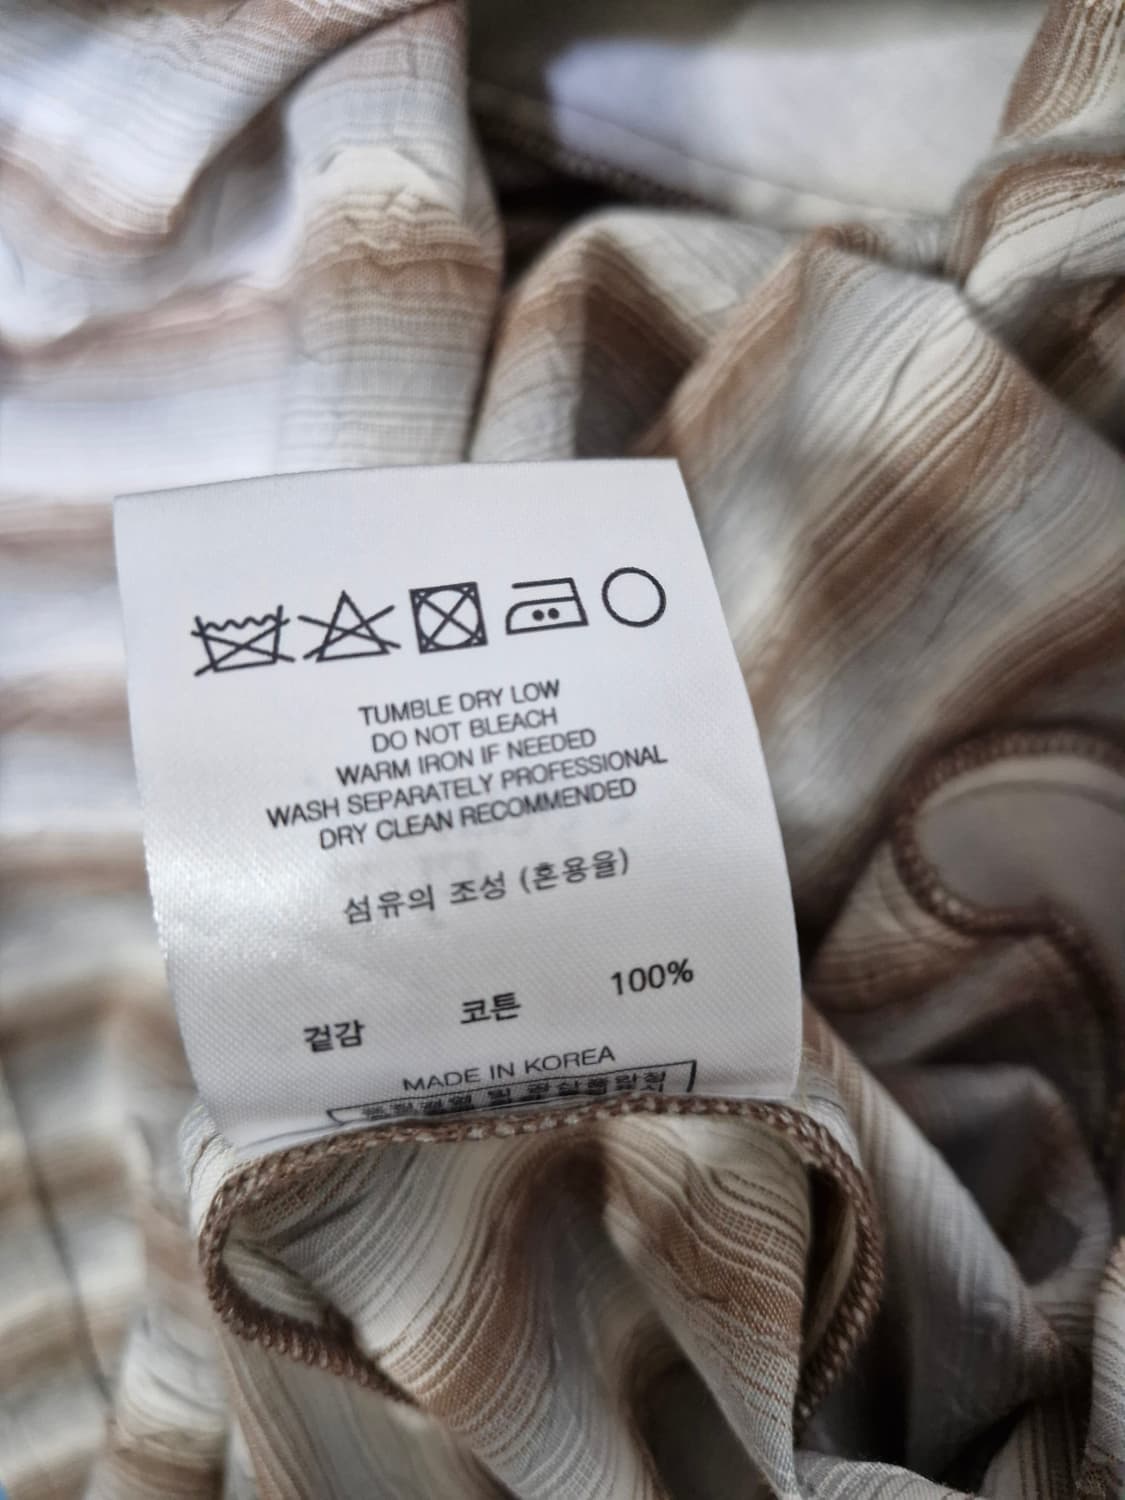 TUMBLE DRY LOW
DO NOT BLEACH
WARM IRON IF NEEDED
WASH SEPARATELY PROFESSIONAL
DRY CLEAN RECOMMENDED
섬유의 조성 (혼용율)
겉감 코튼 100%
MADE IN KOREA